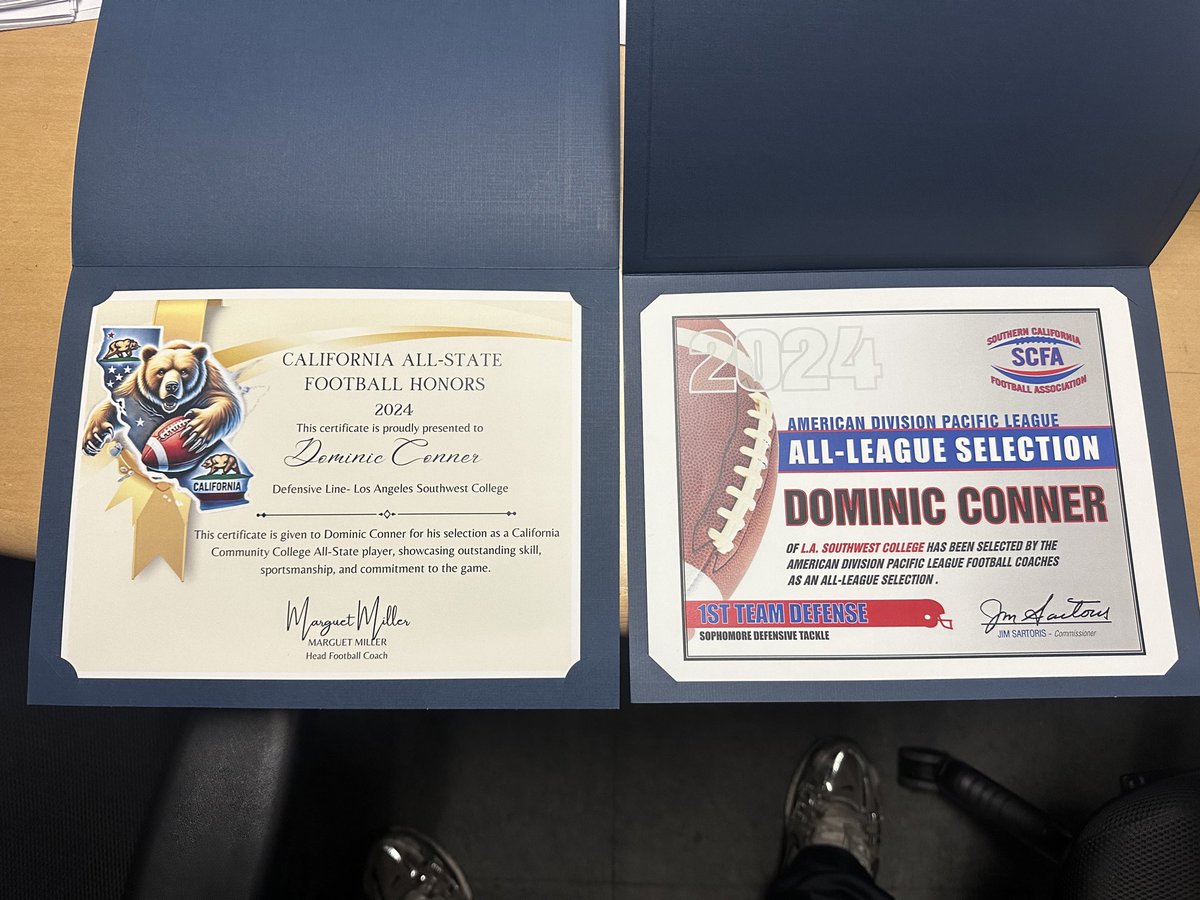 CALIFORNIA ALL-STATE
FOOTBALL HONORS
2024
This certificate is proudly presented to
Dominic Conner
Defensive Line- Los Angeles Southwest College
This certificate is given to Dominic Conner for his selection as a California
Community College All-State player, showcasing outstanding skill,
sportsmanship, and commitment to the game.
Marguet Miller
MARGUET MILLER
Head Football Coach
CALIFORNIA
2024
SOUTHERN CALIFORNIA
SCFA
FOOTBALL ASSOCIATION
AMERICAN DIVISION PACIFIC LEAGUE
ALL-LEAGUE SELECTION
DOMINIC CONNER
OF L.A. SOUTHWEST COLLEGE HAS BEEN SELECTED BY THE
AMERICAN DIVISION PACIFIC LEAGUE FOOTBALL COACHES
AS AN ALL-LEAGUE SELECTION .
1ST TEAM DEFENSE
SOPHOMORE DEFENSIVE TACKLE
Jim Sartoris
JIM SARTORIS - Commissioner